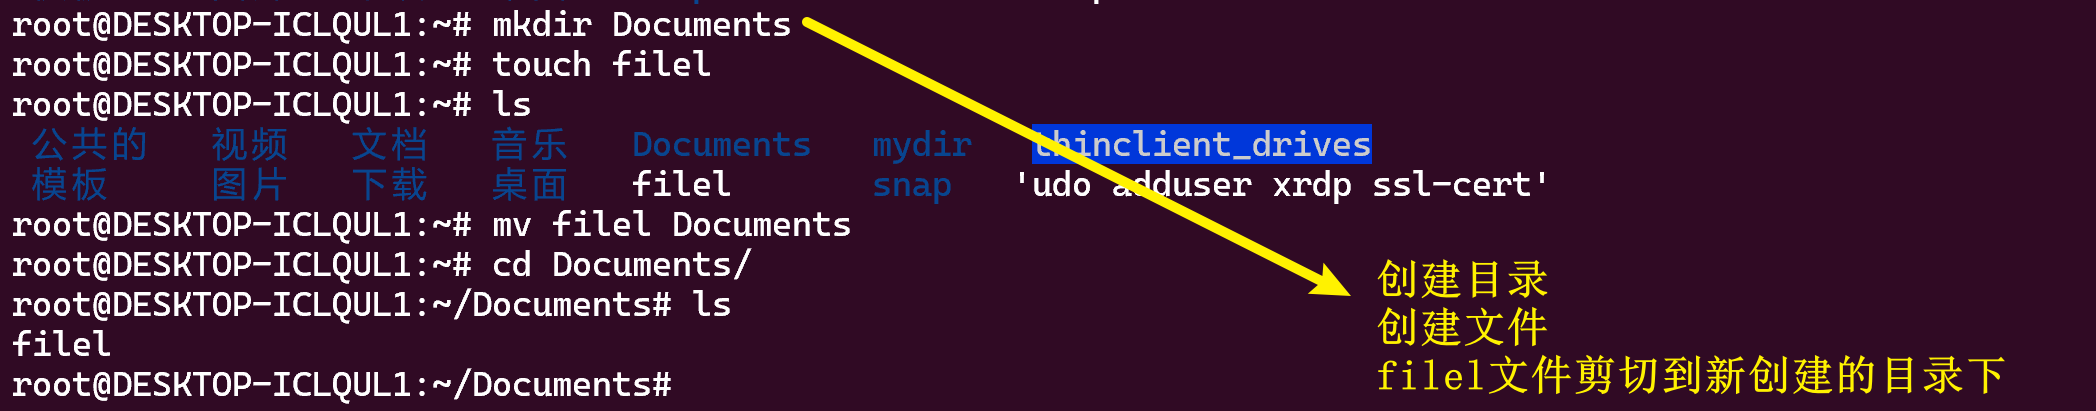 root@DESKTOP-ICLQUL1:~# mkdir Documents
root@DESKTOP-ICLQUL1:~# touch filel
root@DESKTOP-ICLQUL1:~# ls
公共的 视频 文档 音乐 Documents mydir thinclient_drives
模板 图片 下载 桌面 filel snap 'udo adduser xrdp ssl-cert'
root@DESKTOP-ICLQUL1:~# mv filel Documents
root@DESKTOP-ICLQUL1:~# cd Documents/
root@DESKTOP-ICLQUL1:~/Documents# ls
filel
root@DESKTOP-ICLQUL1:~/Documents#
创建目录
创建文件
filel文件剪切到新创建的目录下